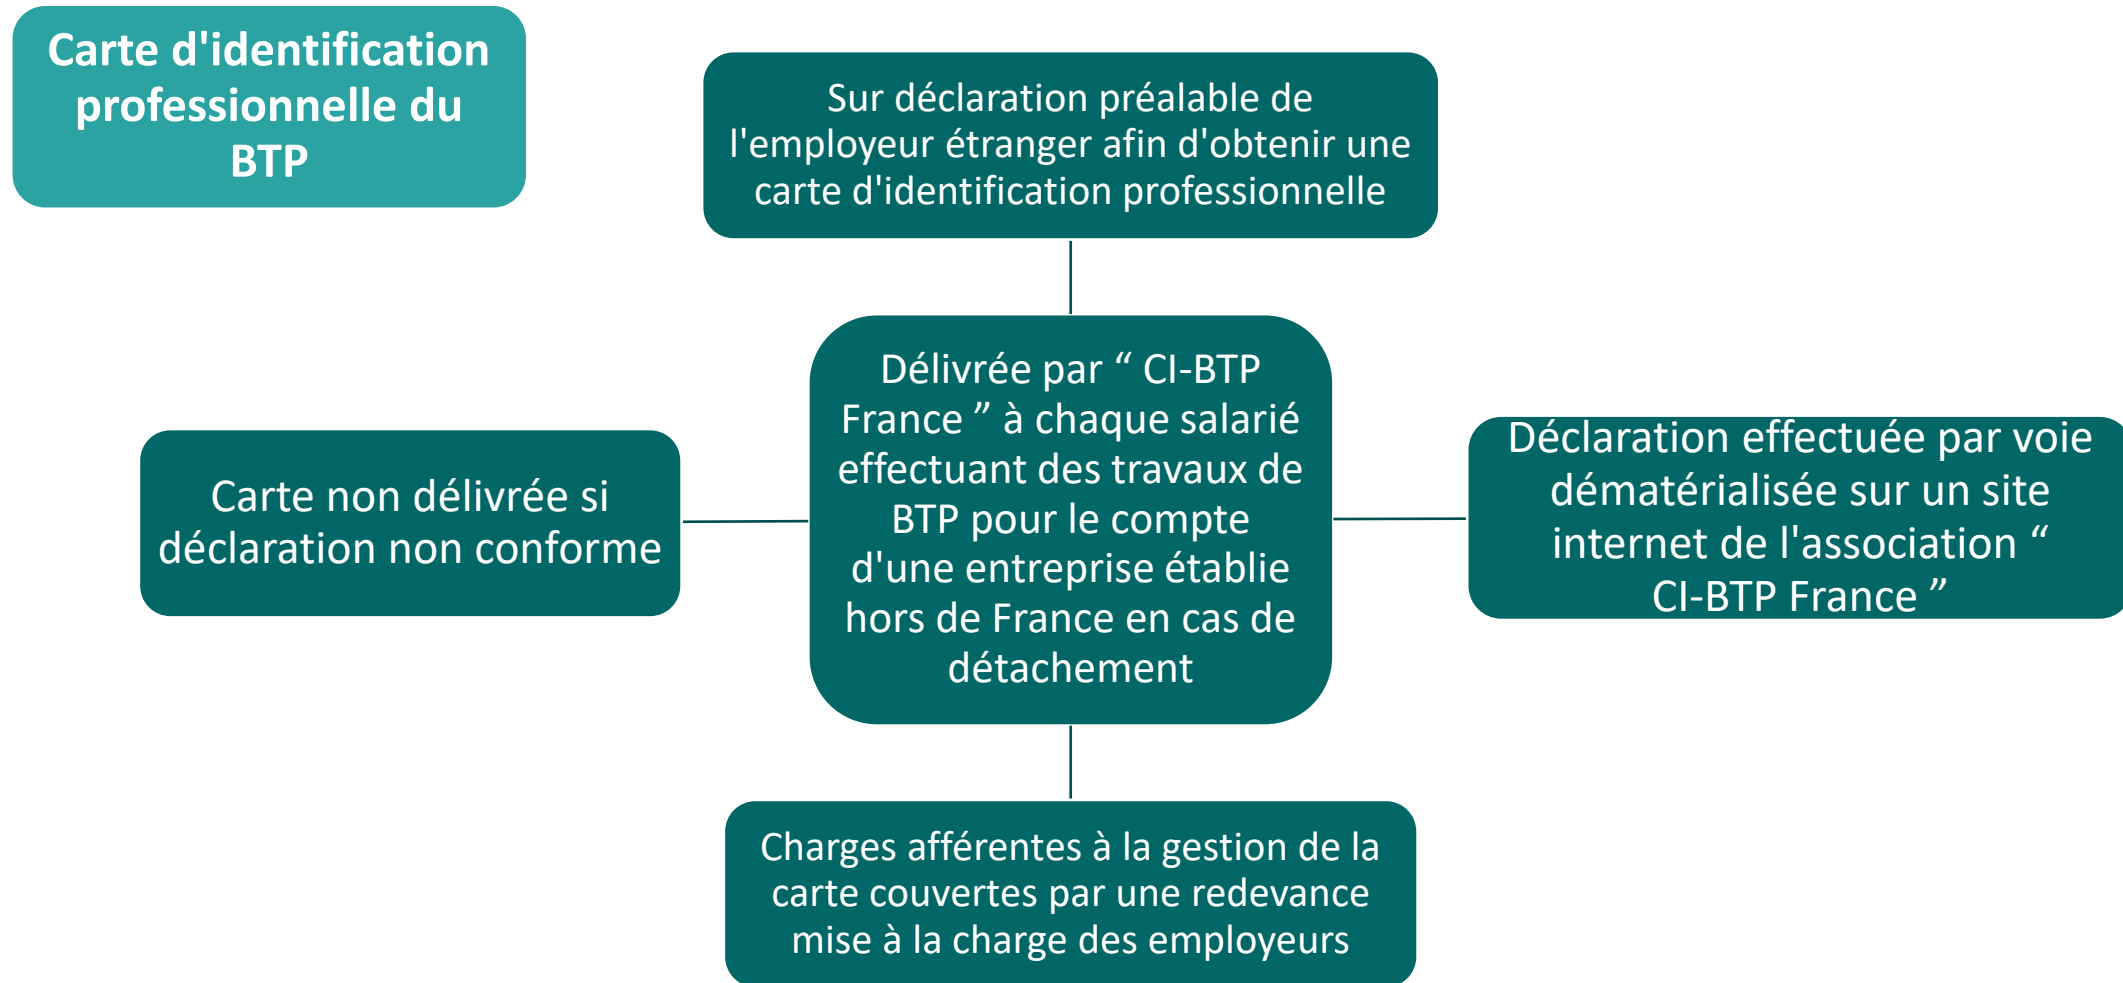 Carte d'identification
professionnelle du
BTP
Sur déclaration préalable de
l'employeur étranger afin d'obtenir une
carte d'identification professionnelle
Délivrée par “ CI-BTP
France ” à chaque salarié
effectuant des travaux de
BTP pour le compte
d'une entreprise établie
hors de France en cas de
détachement
Carte non délivrée si
déclaration non conforme
Déclaration effectuée par voie
dématérialisée sur un site
internet de l'association “
CI-BTP France ”
Charges afférentes à la gestion de la
carte couvertes par une redevance
mise à la charge des employeurs